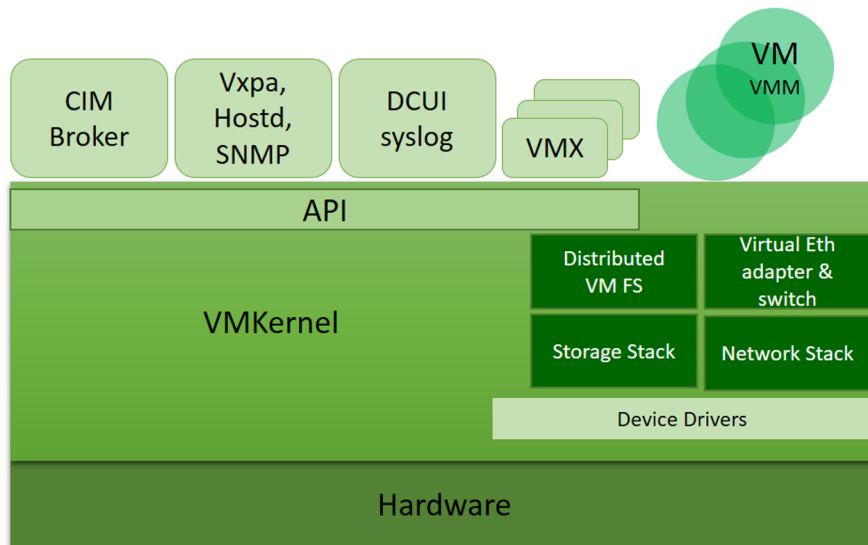 CIM
Broker
Vxpa,
Hostd,
SNMP
DCUI
syslog
VMX
VM
VMM
API
VMKernel
Distributed
VM FS
Virtual Eth
adapter &
switch
Storage Stack
Network Stack
Device Drivers
Hardware